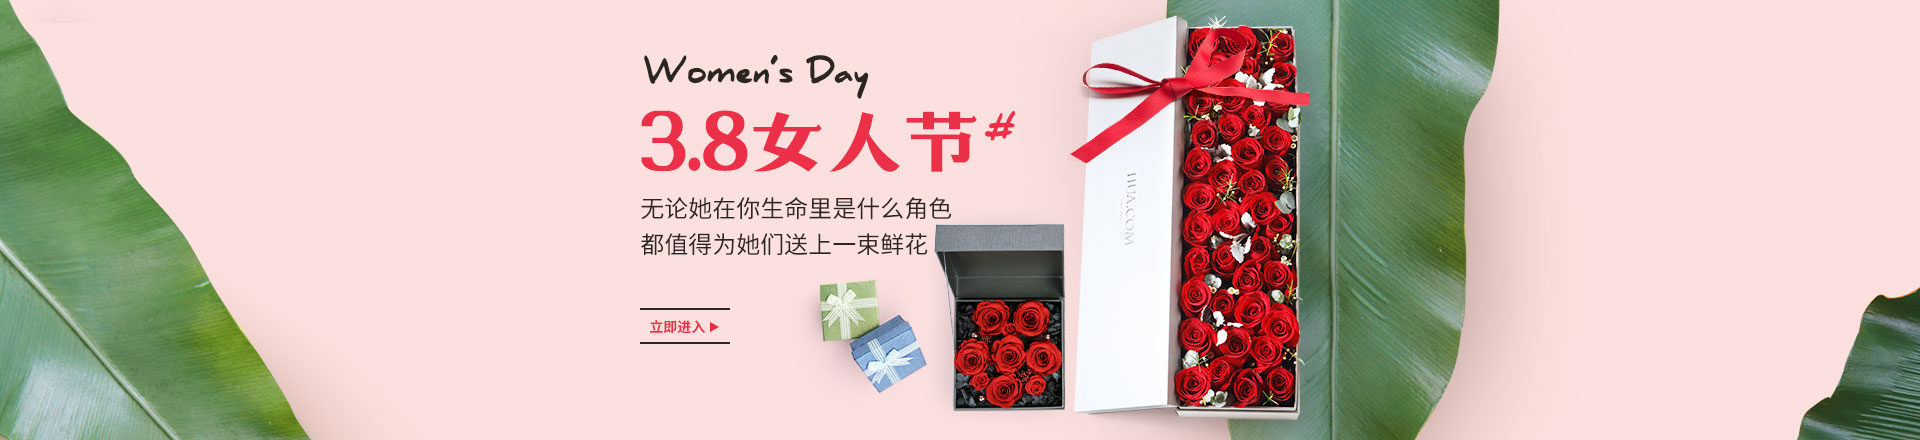 Women's Day
3.8女人节#
无论她在你生命里是什么角色
都值得为她们送上一束鲜花
立即进入
HUA.COM